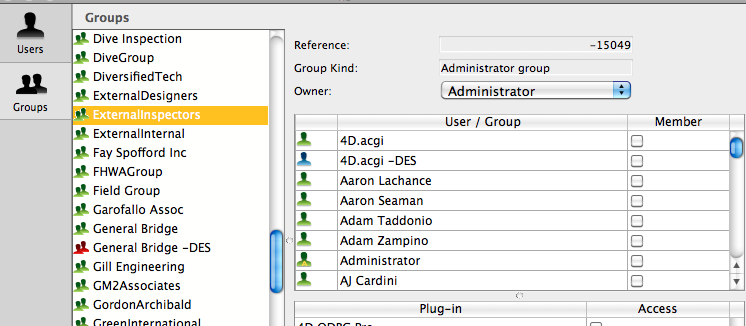 Groups
Users
Groups
Dive Inspection
DiveGroup
DiversifiedTech
ExternalDesigners
ExternalInspectors
ExternalInternal
Fay Spofford Inc
FHWAGroup
Field Group
Garofallo Assoc
General Bridge
General Bridge -DES
Gill Engineering
GM2Associates
GordonArchibald
GreenInternational
Reference: -15049
Group Kind: Administrator group
Owner: Administrator
User / Group Member
4D.acgi
4D.acgi -DES
Aaron Lachance
Aaron Seaman
Adam Taddonio
Adam Zampino
Administrator
AJ Cardini
Plug-in Access
4D ODBC Pro